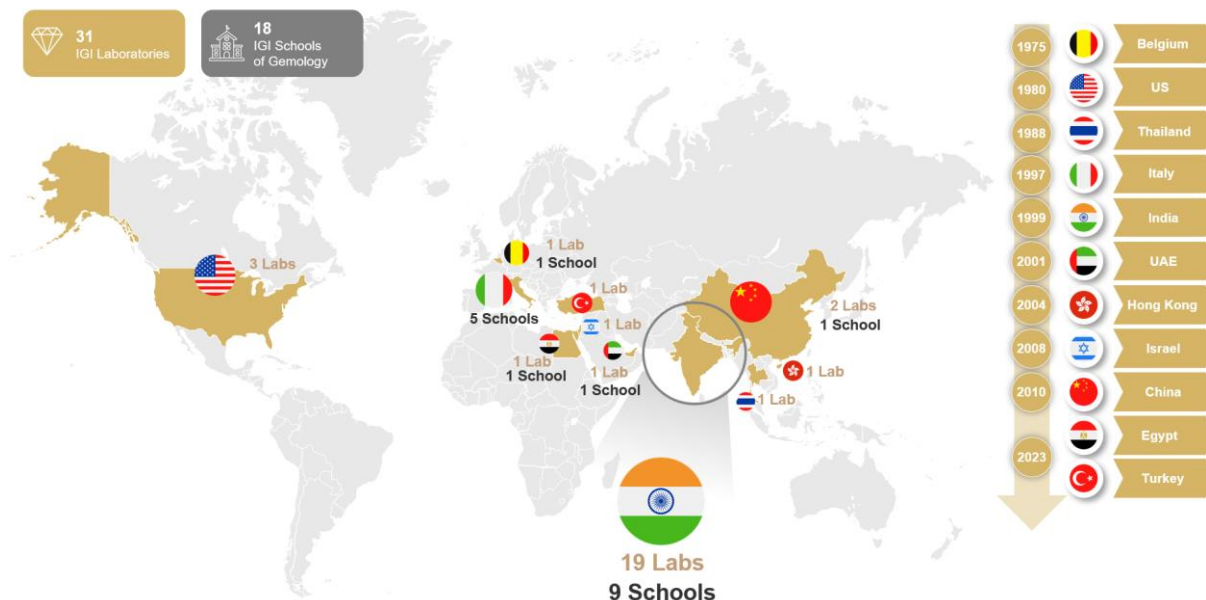 31
IGI Laboratories
18
IGI Schools
of Gemology
3 Labs
1 Lab
1 School
5 Schools
1 Lab
1 Lab
1 Lab
1 School
1 Lab
1 School
2 Labs
1 School
1 Lab
1 Lab
19 Labs
9 Schools
1975 Belgium
1980 US
1988 Thailand
1997 Italy
1999 India
2001 UAE
2004 Hong Kong
2008 Israel
2010 China
2023 Egypt
Turkey